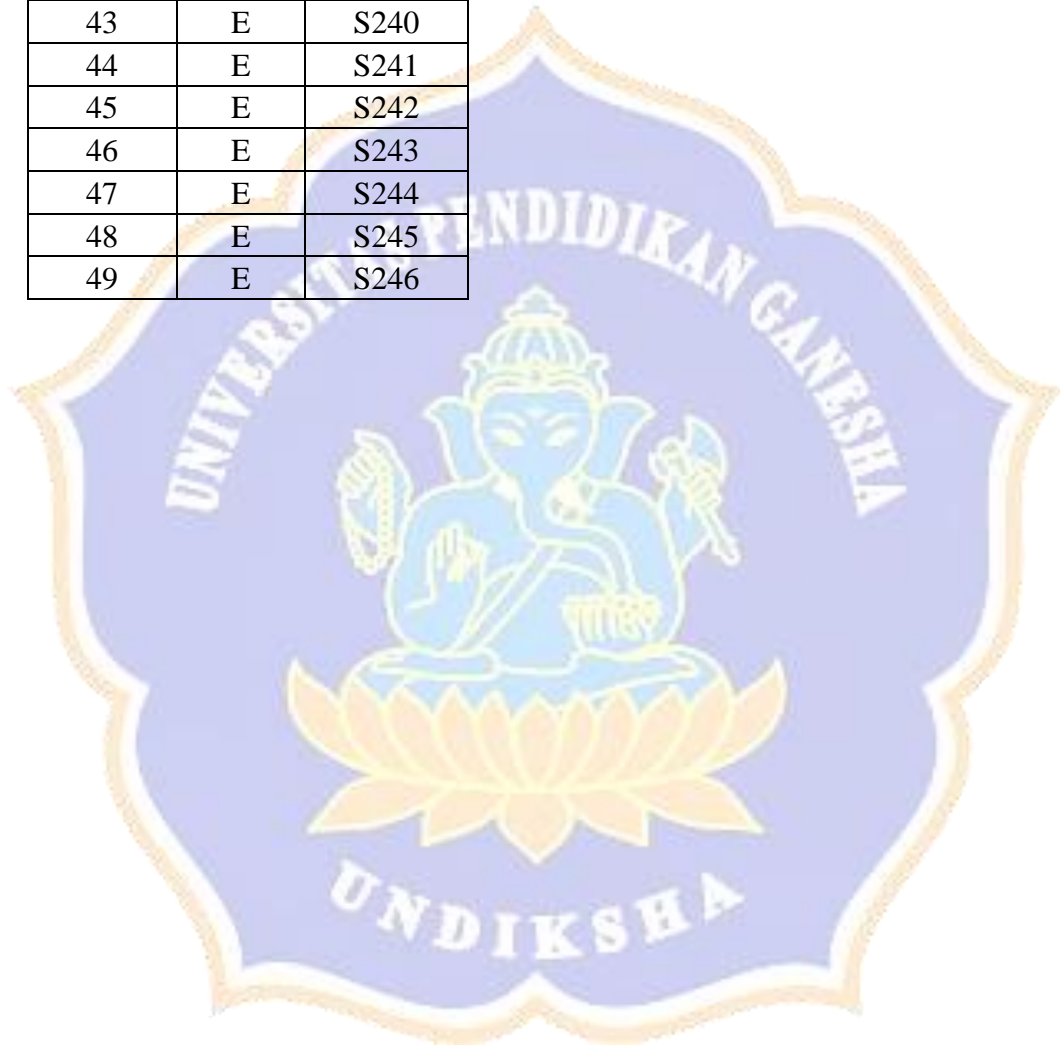 43 E S240
44 E S241
45 E S242
46 E S243
47 E S244
48 E S245
49 E S246
UNIVERSITAS PENDIDIKAN GANESHA
UNDIKSHA